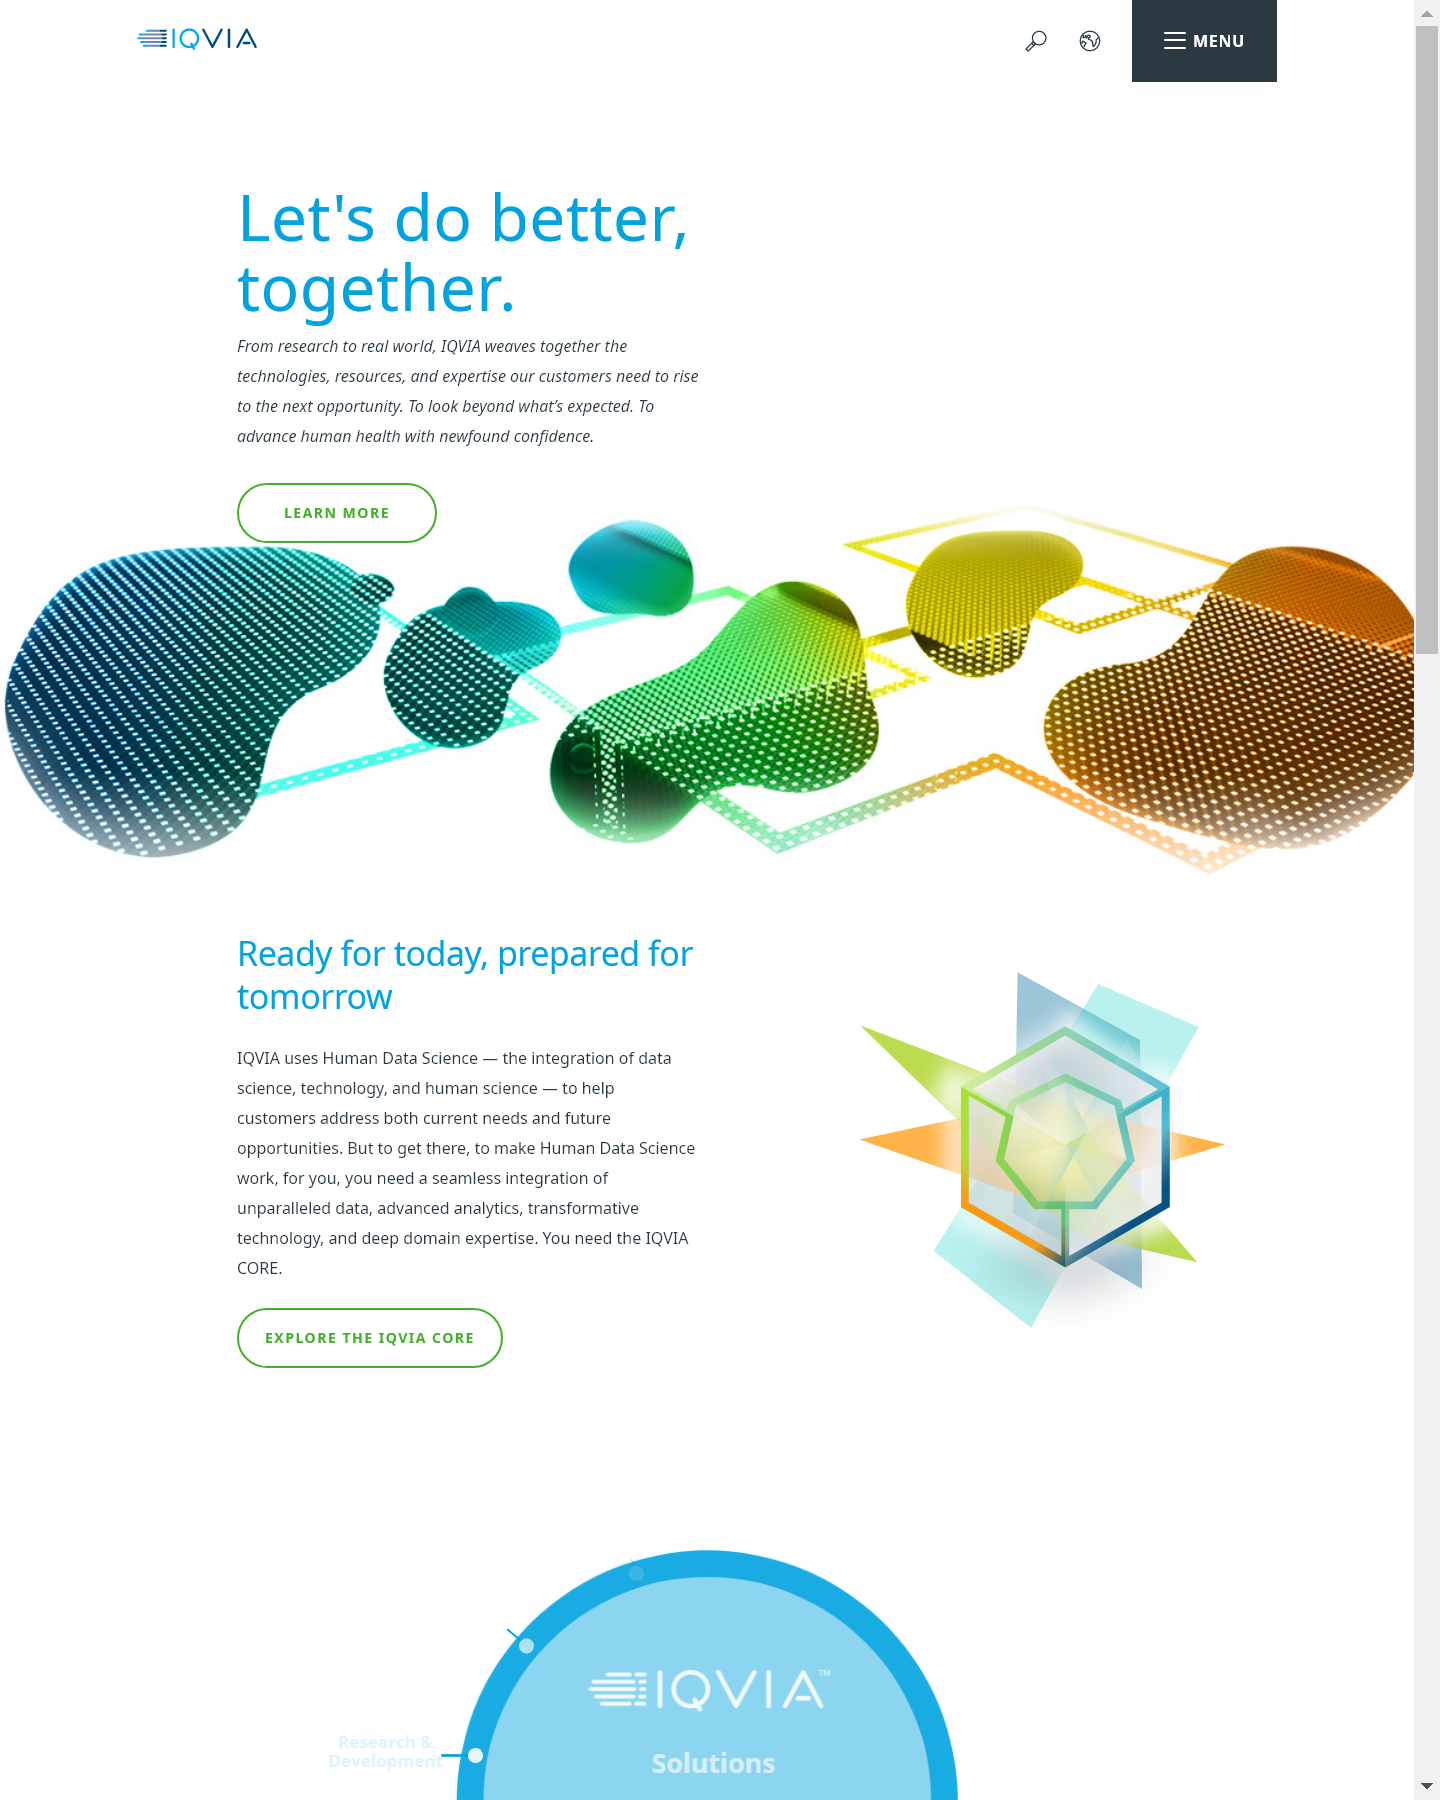 IQVIA
MENU
Let's do better,
together.
From research to real world, IQVIA weaves together the
technologies, resources, and expertise our customers need to rise
to the next opportunity. To look beyond what’s expected. To
advance human health with newfound confidence.
LEARN MORE
Ready for today, prepared for
tomorrow
IQVIA uses Human Data Science — the integration of data
science, technology, and human science — to help
customers address both current needs and future
opportunities. But to get there, to make Human Data Science
work, for you, you need a seamless integration of
unparalleled data, advanced analytics, transformative
technology, and deep domain expertise. You need the IQVIA
CORE.
EXPLORE THE IQVIA CORE
IQVIA™
Research &
Development
Solutions